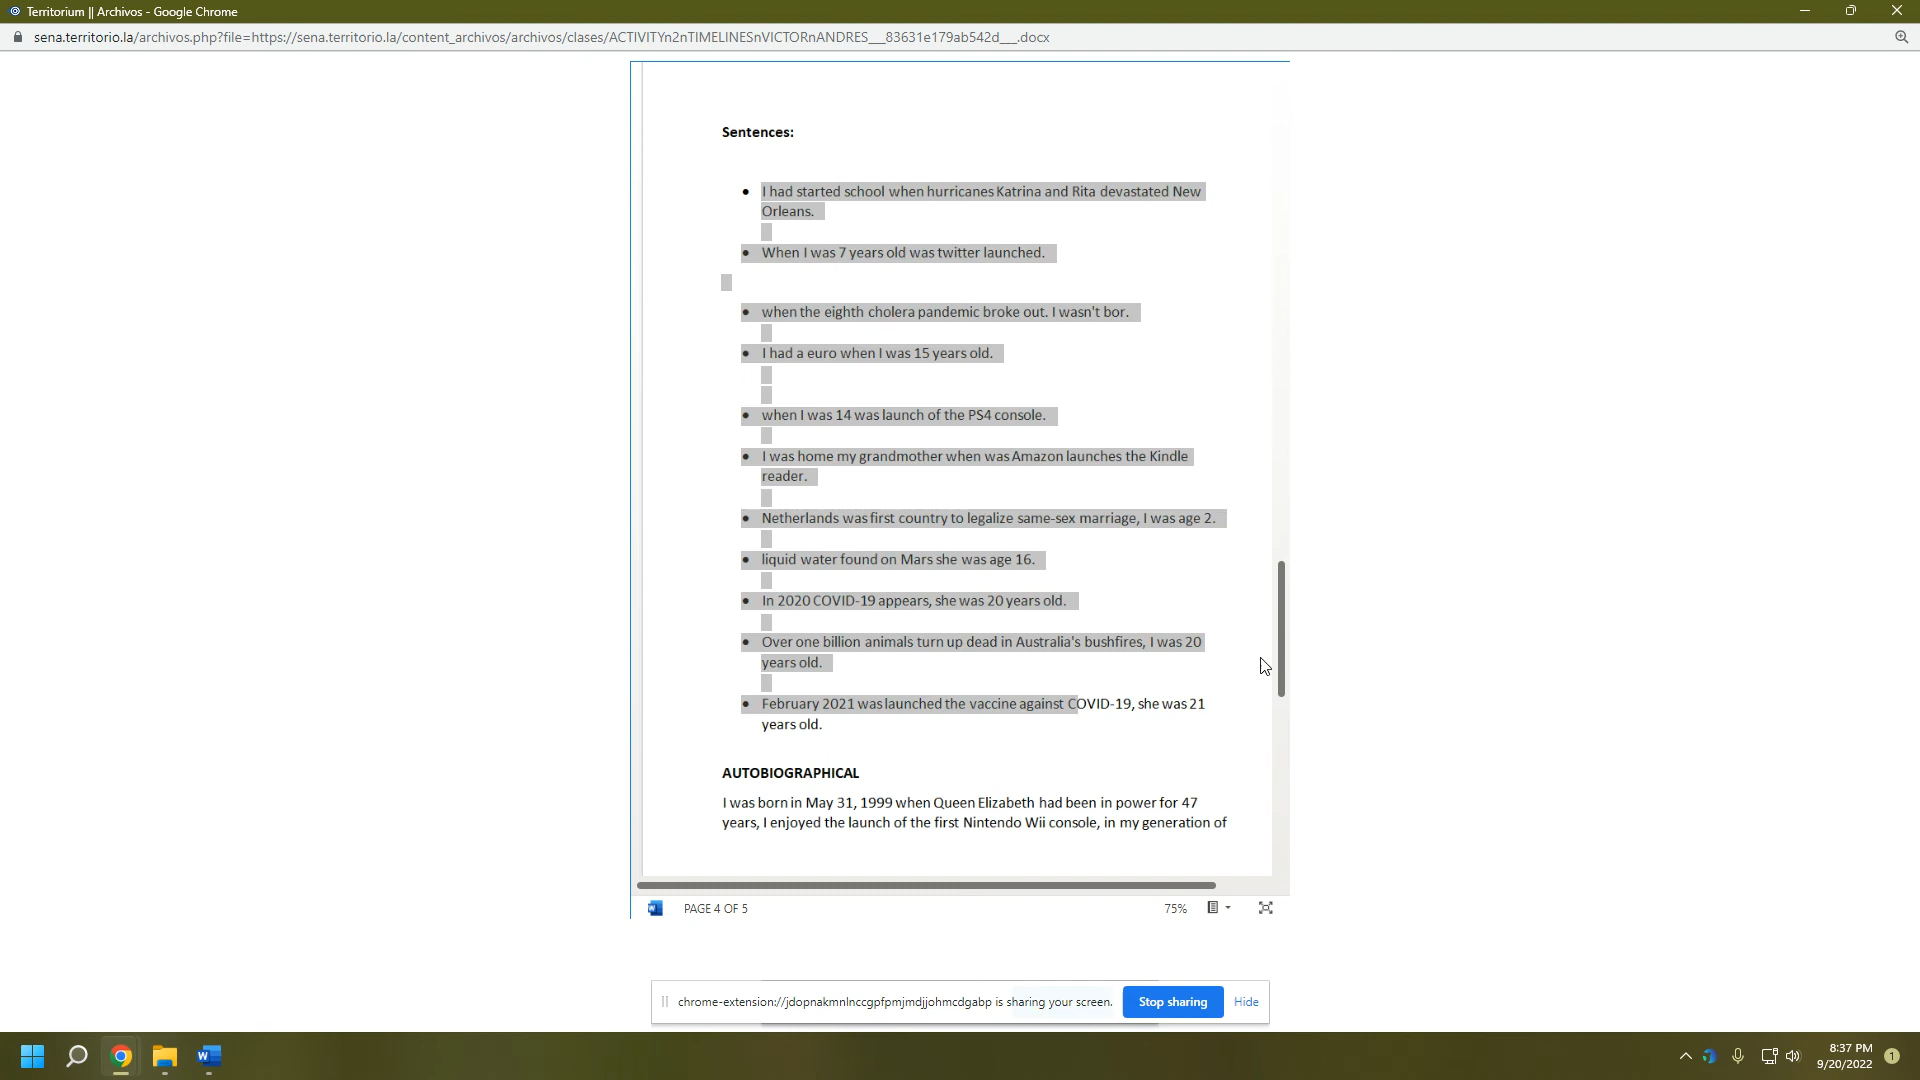 Territorium || Archivos - Google Chrome
sena.territorio.la/archivos.php?file=https://sena.territorio.la/content_archivos/archivos/clases/ACTIVITYn2nTIMELINESnVICTORnANDRES__83631e179ab542d__.docx
Sentences:
• I had started school when hurricanes Katrina and Rita devastated New
Orleans.
• When I was 7 years old was twitter launched.
• when the eighth cholera pandemic broke out. I wasn't bor.
• I had a euro when I was 15 years old.
• when I was 14 was launch of the PS4 console.
• I was home my grandmother when was Amazon launches the Kindle
reader.
• Netherlands was first country to legalize same-sex marriage, I was age 2.
• liquid water found on Mars she was age 16.
• In 2020 COVID-19 appears, she was 20 years old.
• Over one billion animals turn up dead in Australia's bushfires, I was 20
years old.
• February 2021 was launched the vaccine against COVID-19, she was 21
years old.
AUTOBIOGRAPHICAL
I was born in May 31, 1999 when Queen Elizabeth had been in power for 47
years, I enjoyed the launch of the first Nintendo Wii console, in my generation of
PAGE 4 OF 5
75%
chrome-extension://jdopnakmnlnccgpfpmjmdjjohmcdgabp is sharing your screen.
Stop sharing
Hide
8:37 PM
9/20/2022
1